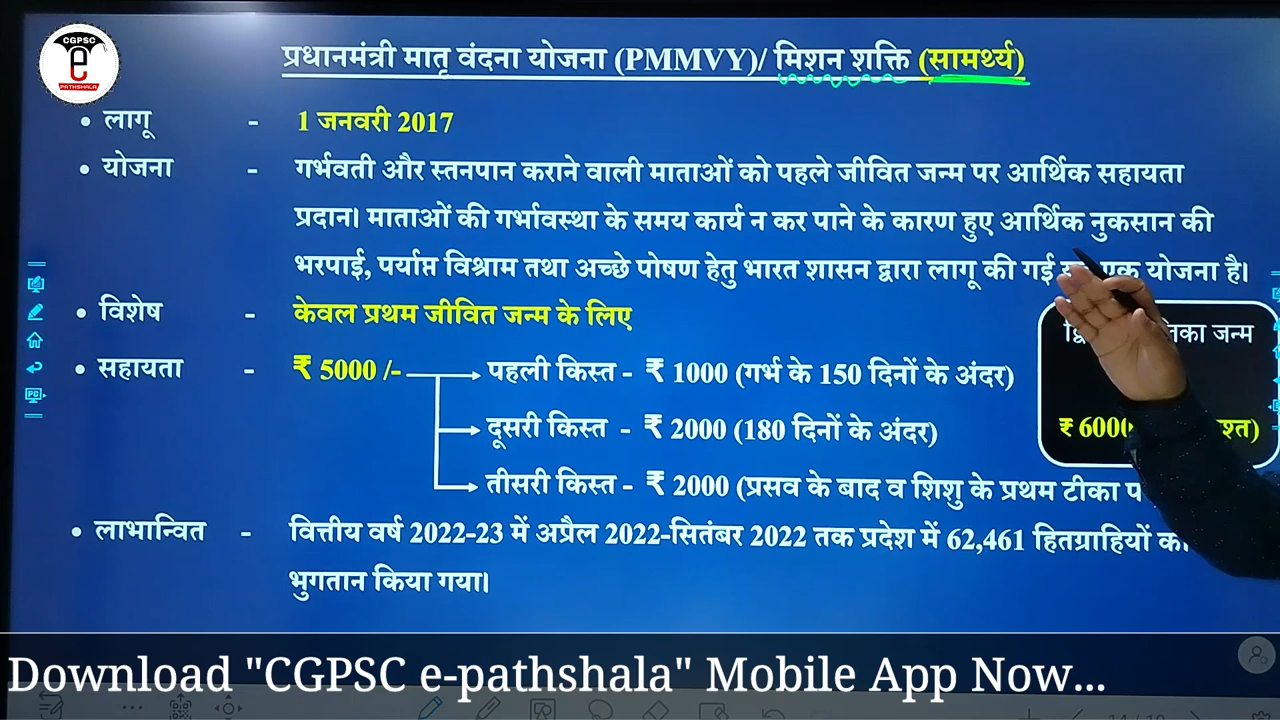 CGPSC
e
PATHSHALA
प्रधानमंत्री मातृ वंदना योजना (PMMVY)/ मिशन शक्ति (सामर्थ्य)
• लागू - 1 जनवरी 2017
• योजना - गर्भवती और स्तनपान कराने वाली माताओं को पहले जीवित जन्म पर आर्थिक सहायता
प्रदान। माताओं की गर्भावस्था के समय कार्य न कर पाने के कारण हुए आर्थिक नुकसान की
भरपाई, पर्याप्त विश्राम तथा अच्छे पोषण हेतु भारत शासन द्वारा लागू की गई एक योजना है।
• विशेष - केवल प्रथम जीवित जन्म के लिए
जन्म
• सहायता - ₹ 5000 /- पहली किस्त - ₹ 1000 (गर्भ के 150 दिनों के अंदर)
दूसरी किस्त - ₹ 2000 (180 दिनों के अंदर)
₹ 6000
तीसरी किस्त - ₹ 2000 (प्रसव के बाद व शिशु के प्रथम टीका
• लाभान्वित - वित्तीय वर्ष 2022-23 में अप्रैल 2022-सितंबर 2022 तक प्रदेश में 62,461 हितग्राहियों को
भुगतान किया गया।
Download "CGPSC e-pathshala" Mobile App Now...